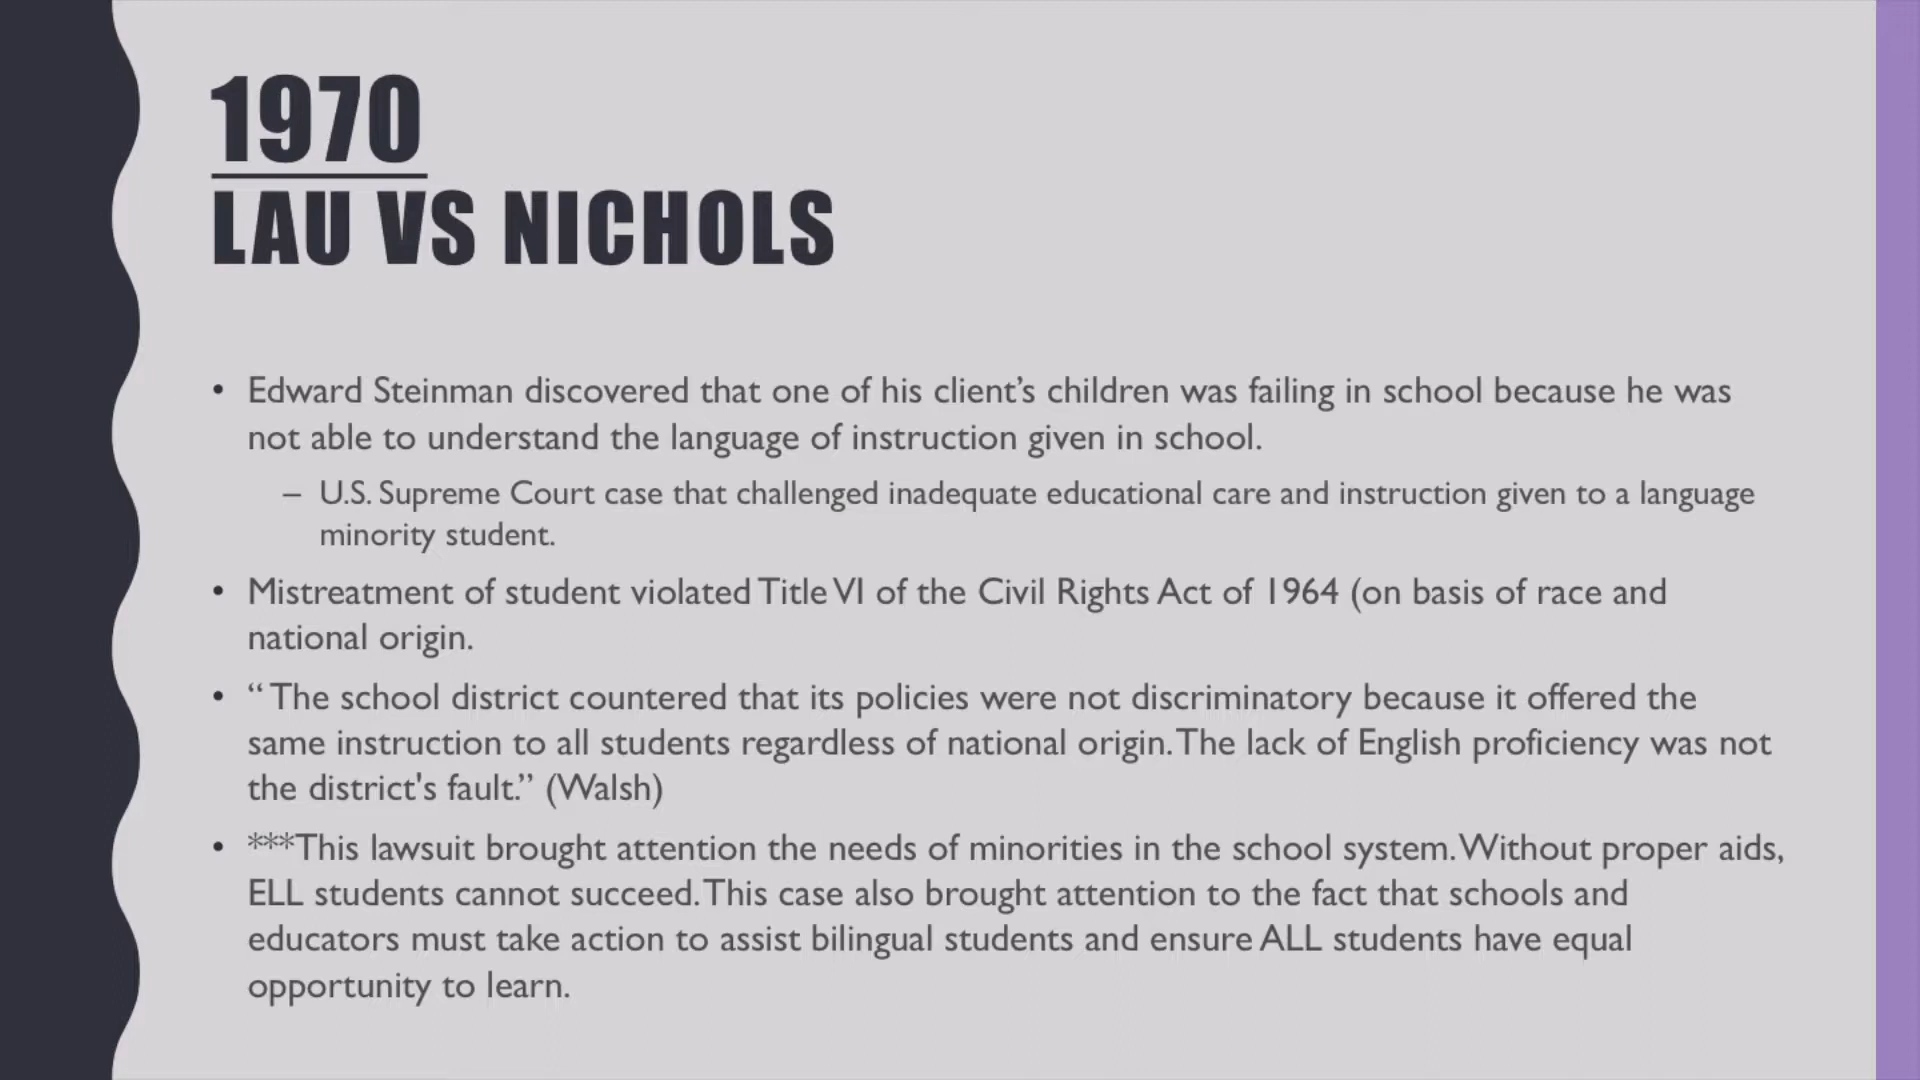 1970
LAU VS NICHOLS
• Edward Steinman discovered that one of his client’s children was failing in school because he was
not able to understand the language of instruction given in school.
– U.S. Supreme Court case that challenged inadequate educational care and instruction given to a language
minority student.
• Mistreatment of student violated Title VI of the Civil Rights Act of 1964 (on basis of race and
national origin.
• “ The school district countered that its policies were not discriminatory because it offered the
same instruction to all students regardless of national origin. The lack of English proficiency was not
the district's fault.” (Walsh)
• ***This lawsuit brought attention the needs of minorities in the school system. Without proper aids,
ELL students cannot succeed. This case also brought attention to the fact that schools and
educators must take action to assist bilingual students and ensure ALL students have equal
opportunity to learn.